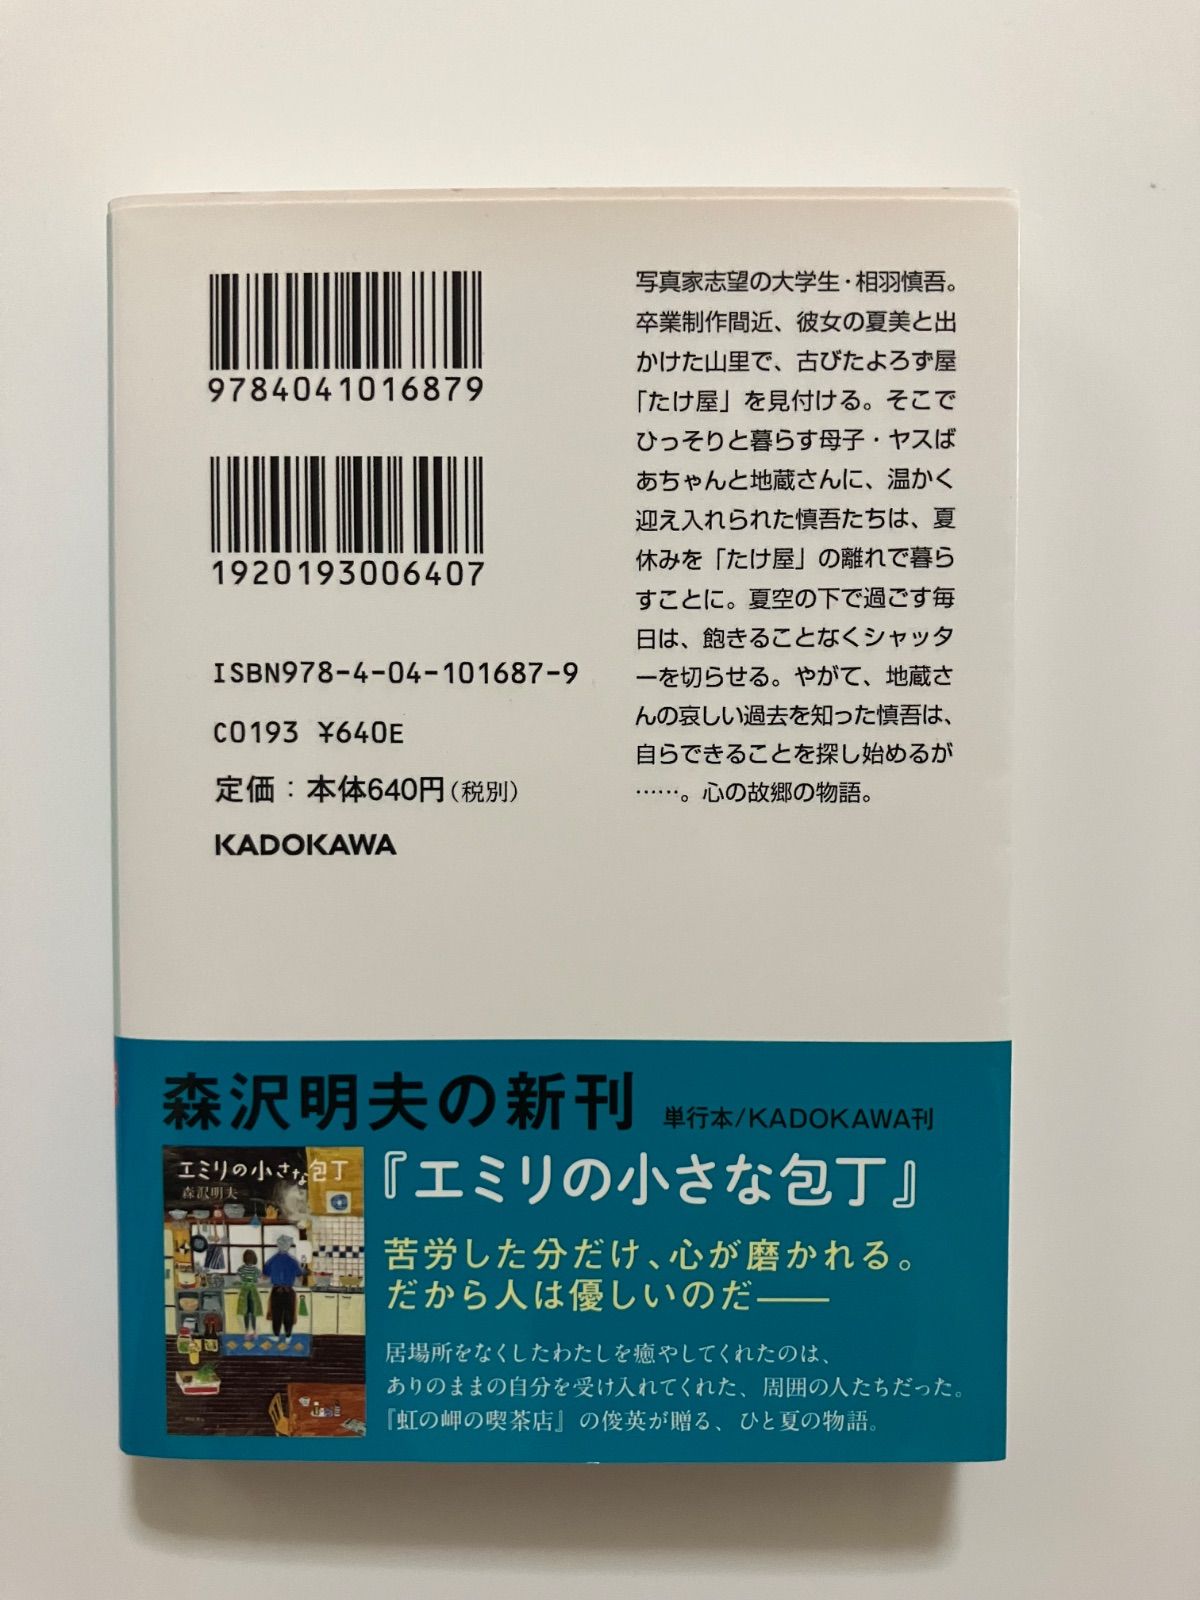 9784041016879
1920193006407
ISBN978-4-04-101687-9
C0193 ¥640E
定価：本体640円（税別）
KADOKAWA
写真家志望の大学生・相羽慎吾。
卒業制作間近、彼女の夏美と出
かけた山里で、古びたよろず屋
「たけ屋」を見付ける。そこで
ひっそりと暮らす母子・ヤスば
あちゃんと地蔵さんに、温かく
迎え入れられた慎吾たちは、夏
休みを「たけ屋」の離れで暮ら
すことに。夏空の下で過ごす毎
日は、飽きることなくシャッタ
ーを切らせる。やがて、地蔵さ
んの哀しい過去を知った慎吾は、
自らできることを探し始めるが
……。心の故郷の物語。
森沢明夫の新刊 単行本/KADOKAWA刊
エミリの小さな包丁
森沢明夫
『エミリの小さな包丁』
苦労した分だけ、心が磨かれる。
だから人は優しいのだ——
居場所をなくしたわたしを癒やしてくれたのは、
ありのままの自分を受け入れてくれた、周囲の人たちだった。
『虹の岬の喫茶店』の俊英が贈る、ひと夏の物語。